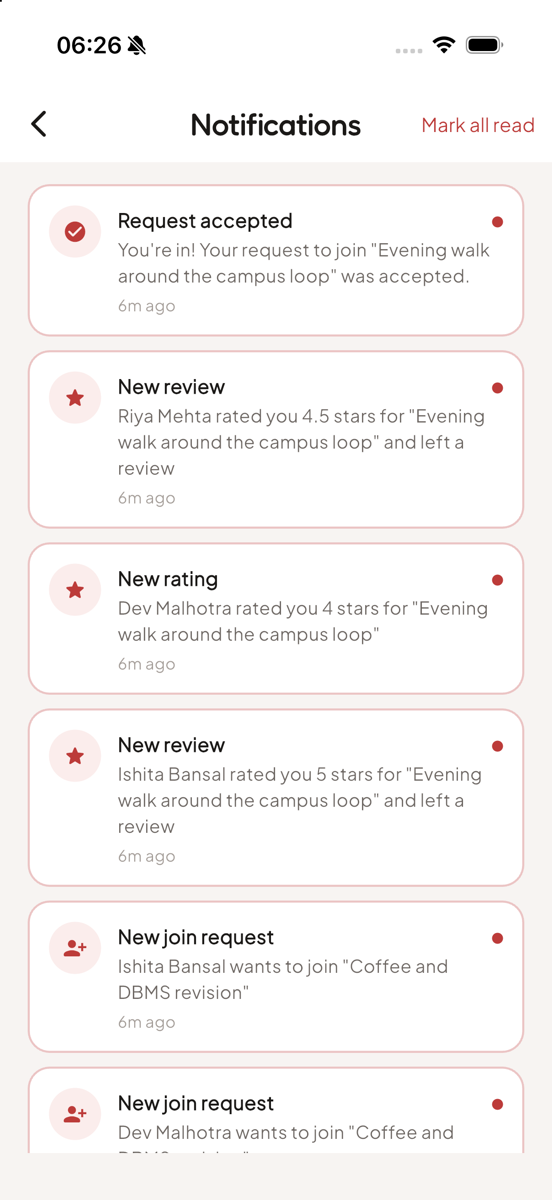 06:26
Notifications
Mark all read
Request accepted
You're in! Your request to join "Evening walk
around the campus loop" was accepted.
6m ago
New review
Riya Mehta rated you 4.5 stars for "Evening
walk around the campus loop" and left a
review
6m ago
New rating
Dev Malhotra rated you 4 stars for "Evening
walk around the campus loop"
6m ago
New review
Ishita Bansal rated you 5 stars for "Evening
walk around the campus loop" and left a
review
6m ago
New join request
Ishita Bansal wants to join "Coffee and
DBMS revision"
6m ago
New join request
Dev Malhotra wants to join "Coffee and